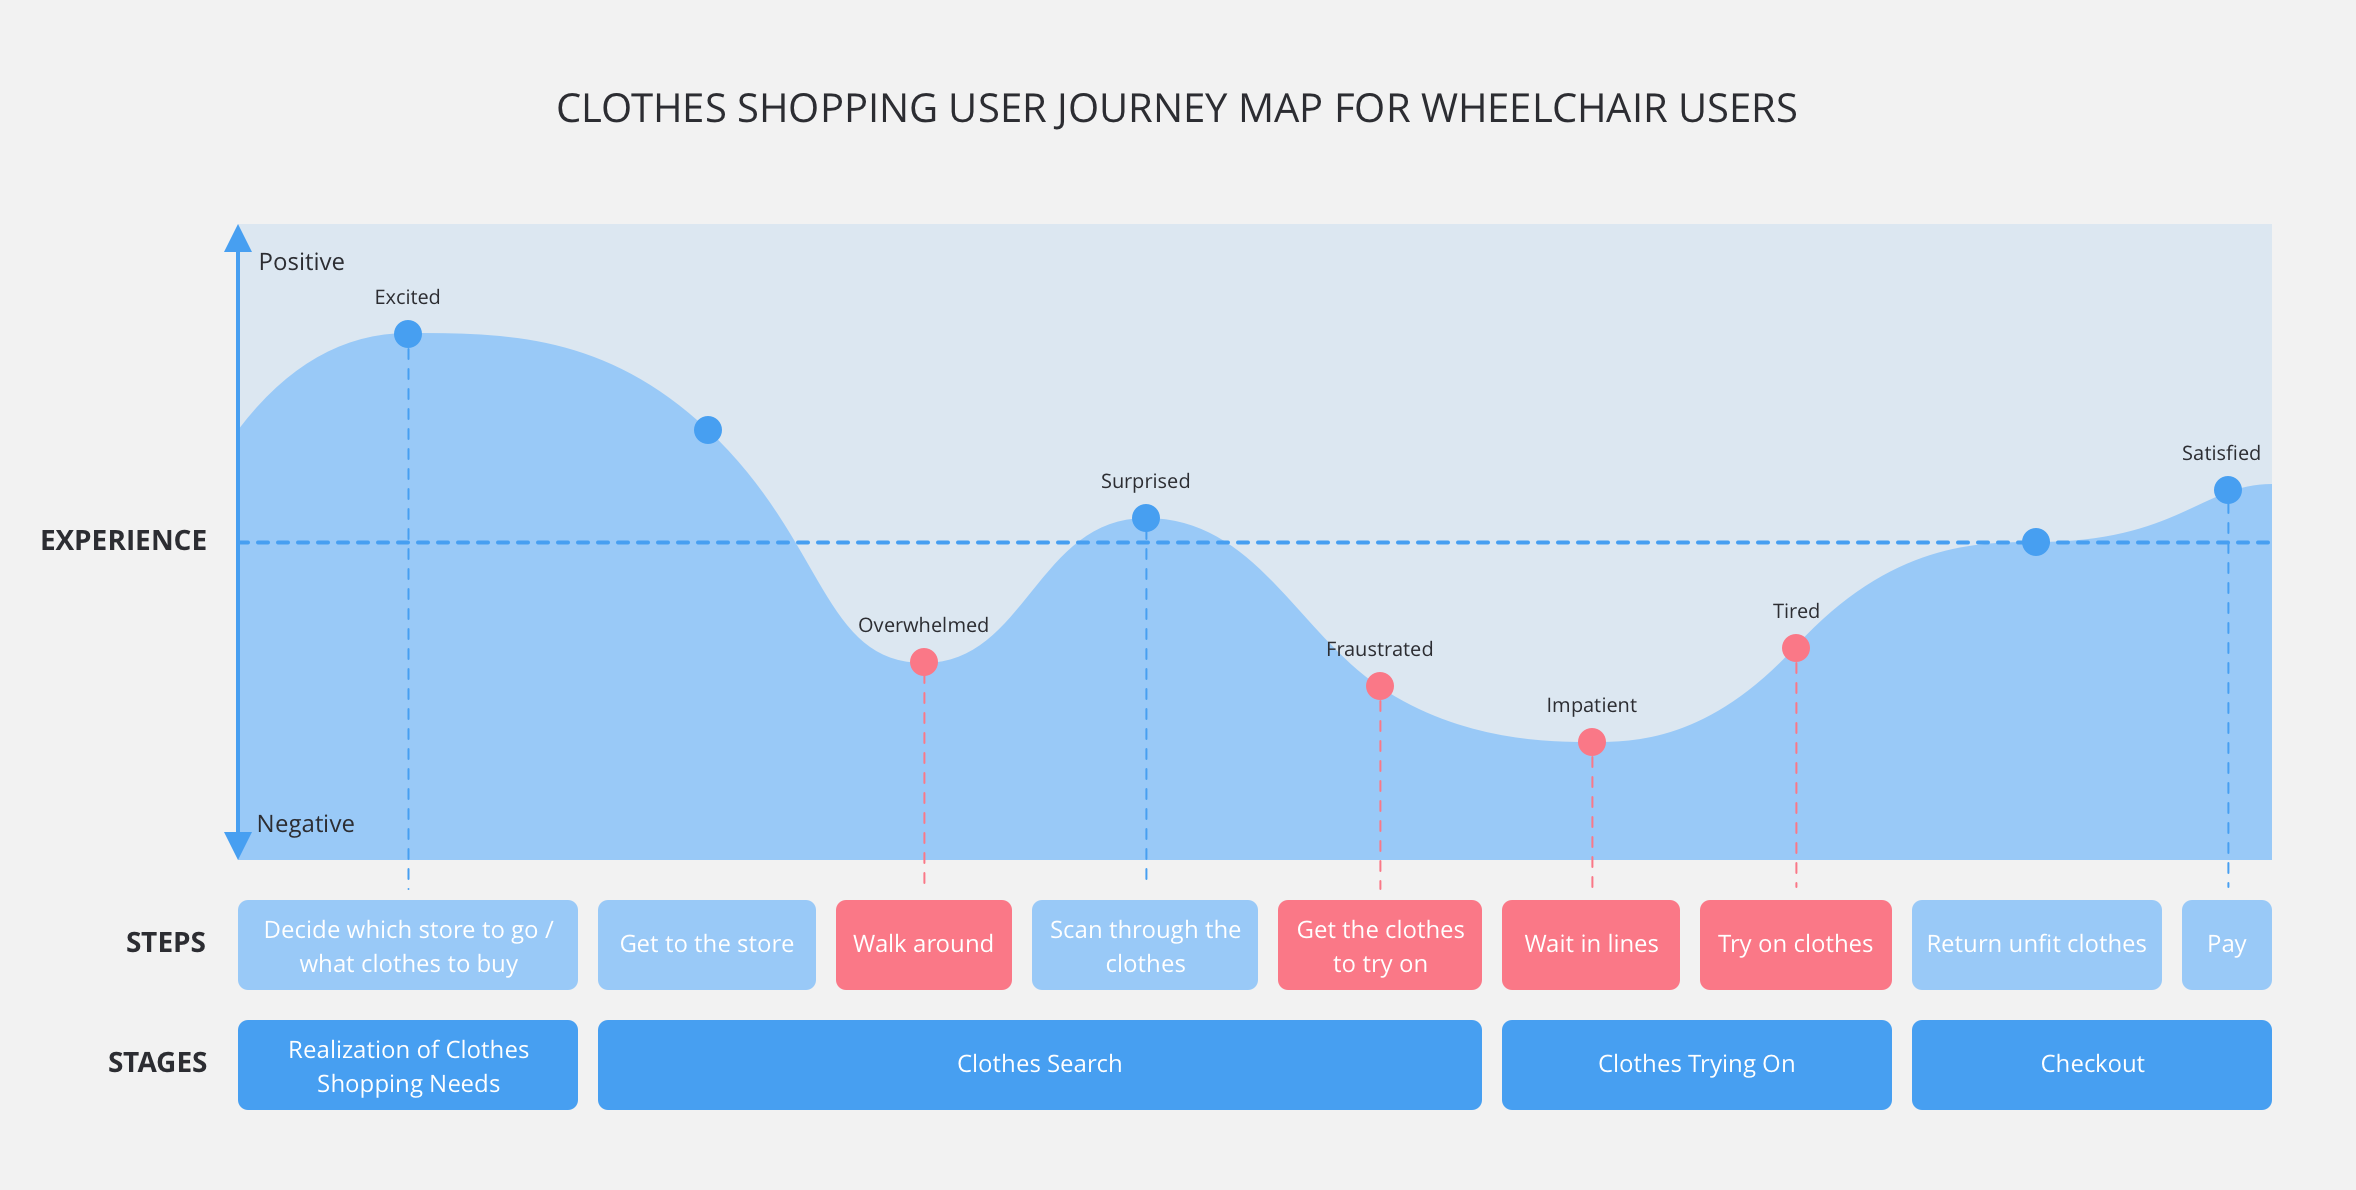 CLOTHES SHOPPING USER JOURNEY MAP FOR WHEELCHAIR USERS
Positive
Excited
Satisfied
Surprised
EXPERIENCE
Tired
Overwhelmed
Fraustrated
Impatient
Negative
STEPS
Decide which store to go /
what clothes to buy
Get to the store
Walk around
Scan through the
clothes
Get the clothes
to try on
Wait in lines
Try on clothes
Return unfit clothes
Pay
STAGES
Realization of Clothes
Shopping Needs
Clothes Search
Clothes Trying On
Checkout